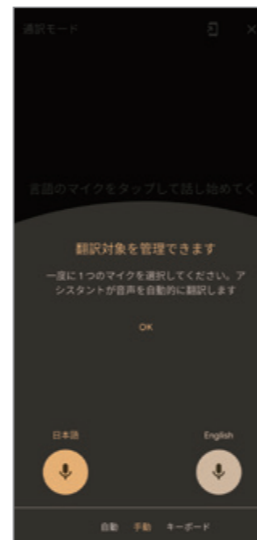 通訳モード
言語のマイクをタップして話し始めてく
翻訳対象を管理できます
一度に1つのマイクを選択してください。ア
シスタントが音声を自動的に翻訳します
OK
日本語 English
自動 手動 キーボード